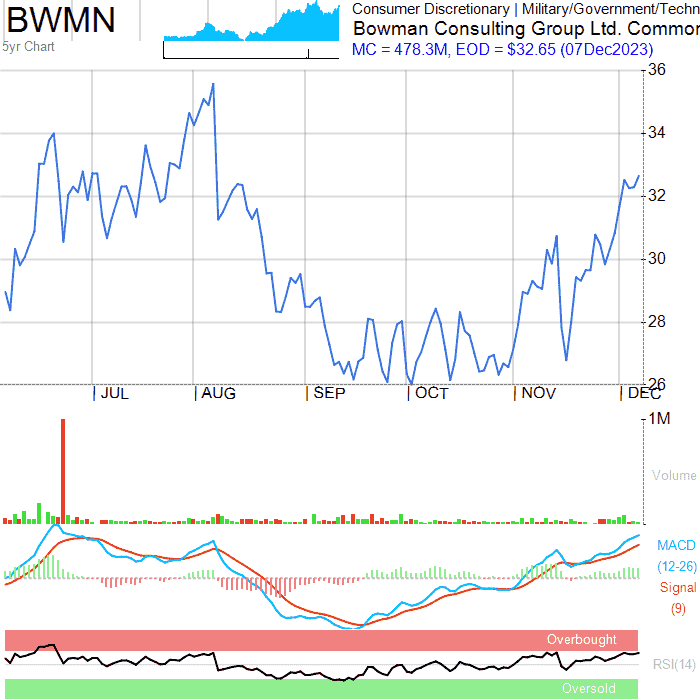 BWMN
5yr Chart
Consumer Discretionary | Military/Government/Techn
Bowman Consulting Group Ltd. Common
MC = 478.3M, EOD = $32.65 (07Dec2023)
36
34
32
30
28
26
JUL AUG SEP OCT NOV DEC
1M
Volume
MACD
(12-26)
Signal
(9)
Overbought
RSI(14)
Oversold